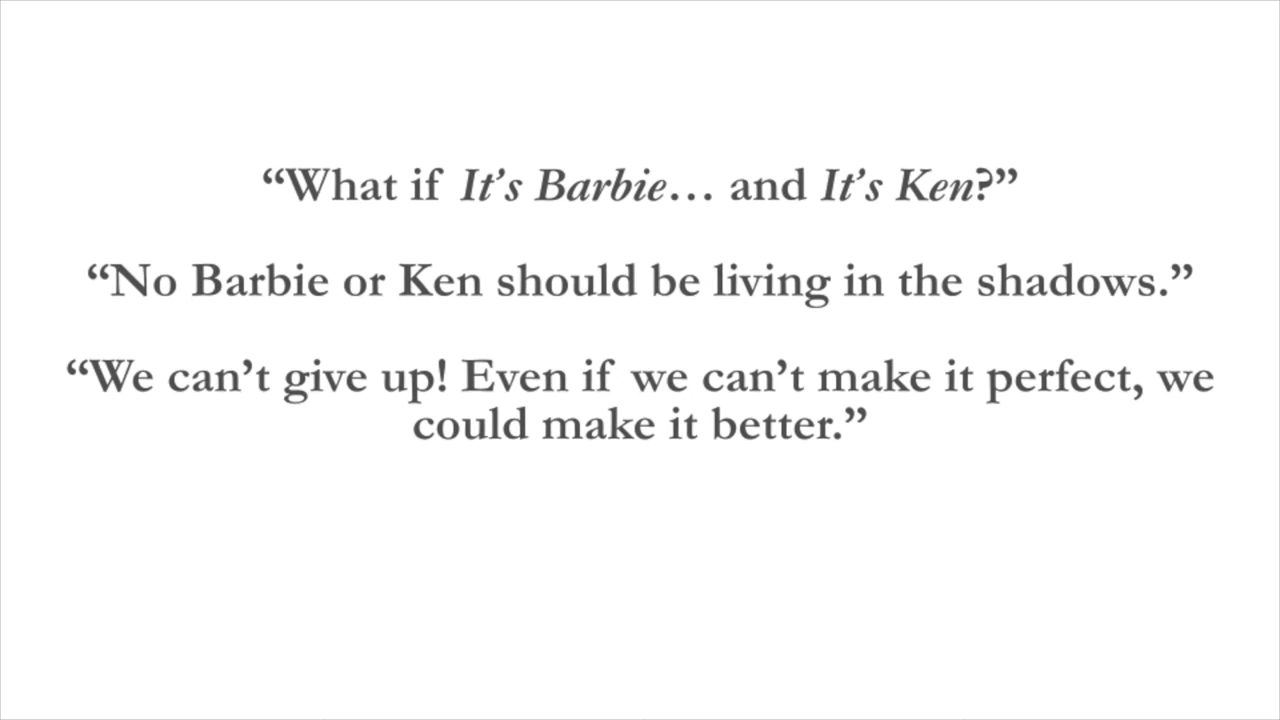 “What if It’s Barbie… and It’s Ken?”
“No Barbie or Ken should be living in the shadows.”
“We can’t give up! Even if we can’t make it perfect, we
could make it better.”